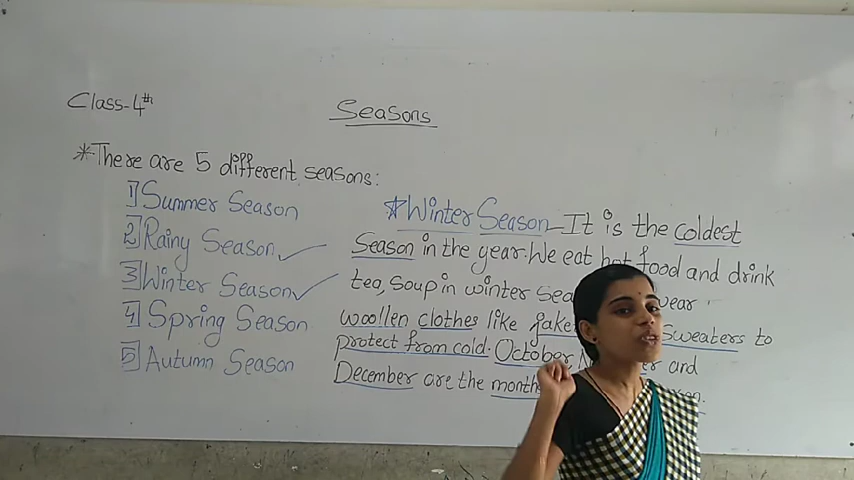 Class-4th
Seasons
*There are 5 different seasons:
1] Summer Season
2] Rainy Season
3] Winter Season
4] Spring Season
5] Autumn Season
*Winter Season- It is the coldest
Season in the year. We eat hot food and drink
tea, soup in winter wear
woollen clothes like Sweaters to
protect from cold. October and
December are the months